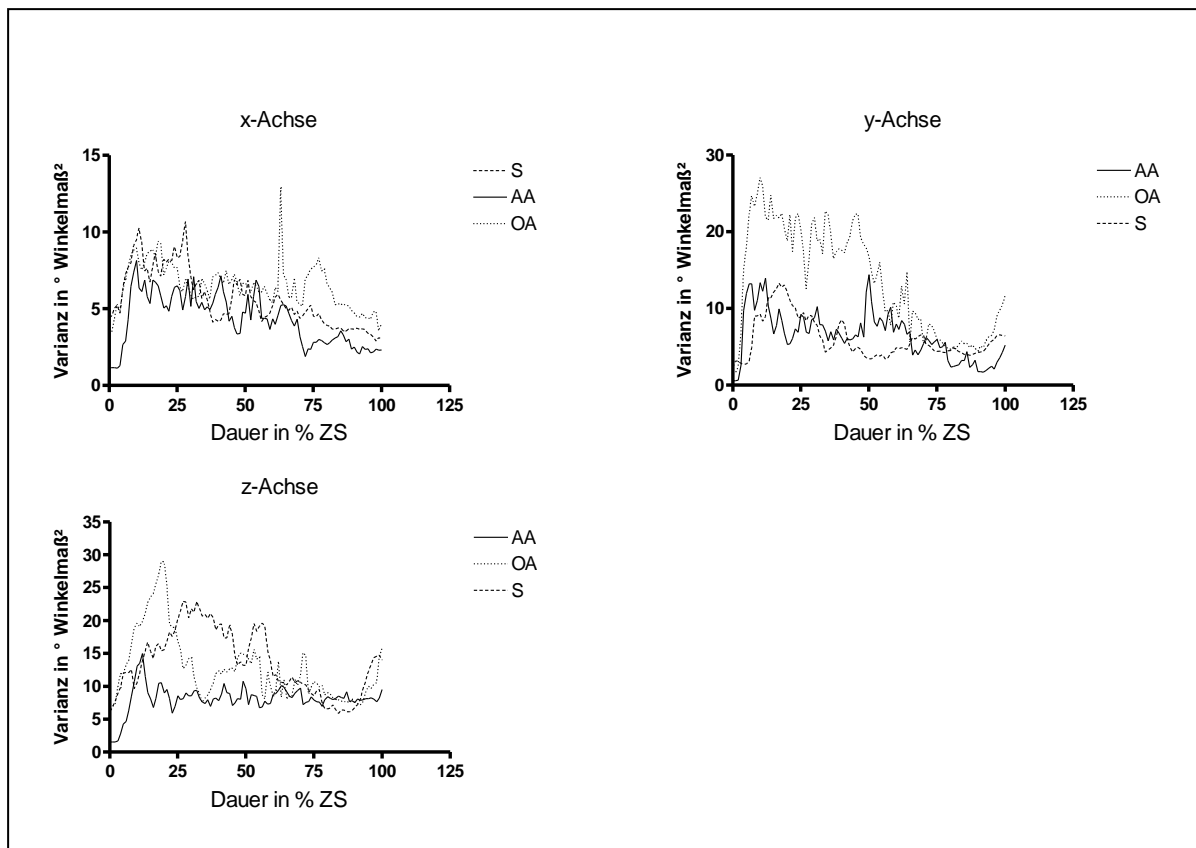 x-Achse
Varianz in ° Winkelmaß²
15
10
5
0
0 25 50 75 100 125
Dauer in % ZS
S
AA
OA
y-Achse
Varianz in ° Winkelmaß²
30
20
10
0
0 25 50 75 100 125
Dauer in % ZS
AA
OA
S
z-Achse
Varianz in ° Winkelmaß²
35
30
25
20
15
10
5
0
0 25 50 75 100 125
Dauer in % ZS
AA
OA
S